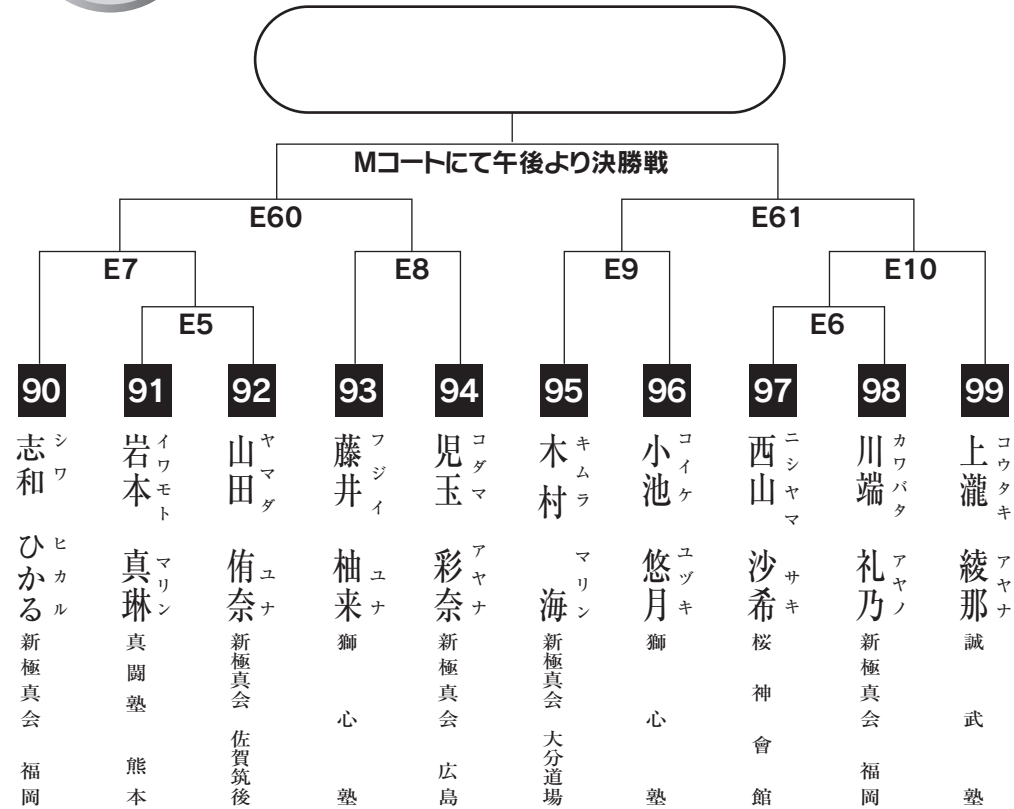 Mコートにて午後より決勝戦
E60
E61
E7
E8
E9
E10
E5
E6
90
91
92
93
94
95
96
97
98
99
志和 ひかる
シワ ヒカル
新極真会 福岡
岩本 真琳
イワモト マリン
真闘塾 熊本
山田 侑奈
ヤマダ ユナ
新極真会 佐賀筑後
藤井 柚来
フジイ ユナ
獅心塾
児玉 彩奈
コダマ アヤナ
新極真会 広島
木村 海
キムラ マリン
新極真会 大分道場
小池 悠月
コイケ ユヅキ
獅心塾
西山 沙希
ニシヤマ サキ
桜神會館
川端 礼乃
カワバタ アヤノ
新極真会 福岡
上瀧 綾那
コウタキ アヤナ
誠武塾